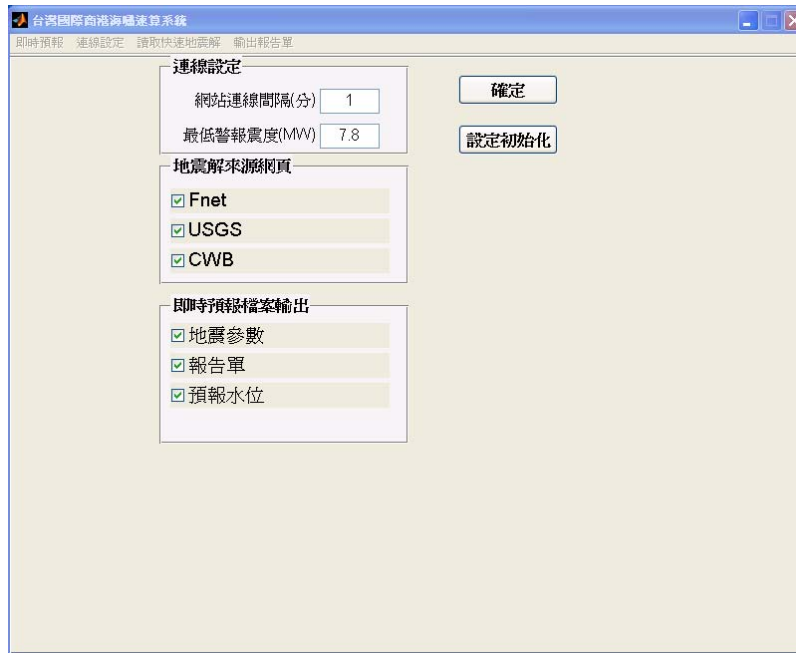 台灣國際商港海嘯速算系統
即時預報 連線設定 讀取快速地震解 輸出報告單
連線設定
網站連線間隔(分) 1
最低警報震度(MW) 7.8
確定
設定初始化
地震解來源網頁
Fnet
USGS
CWB
即時預報檔案輸出
地震參數
報告單
預報水位